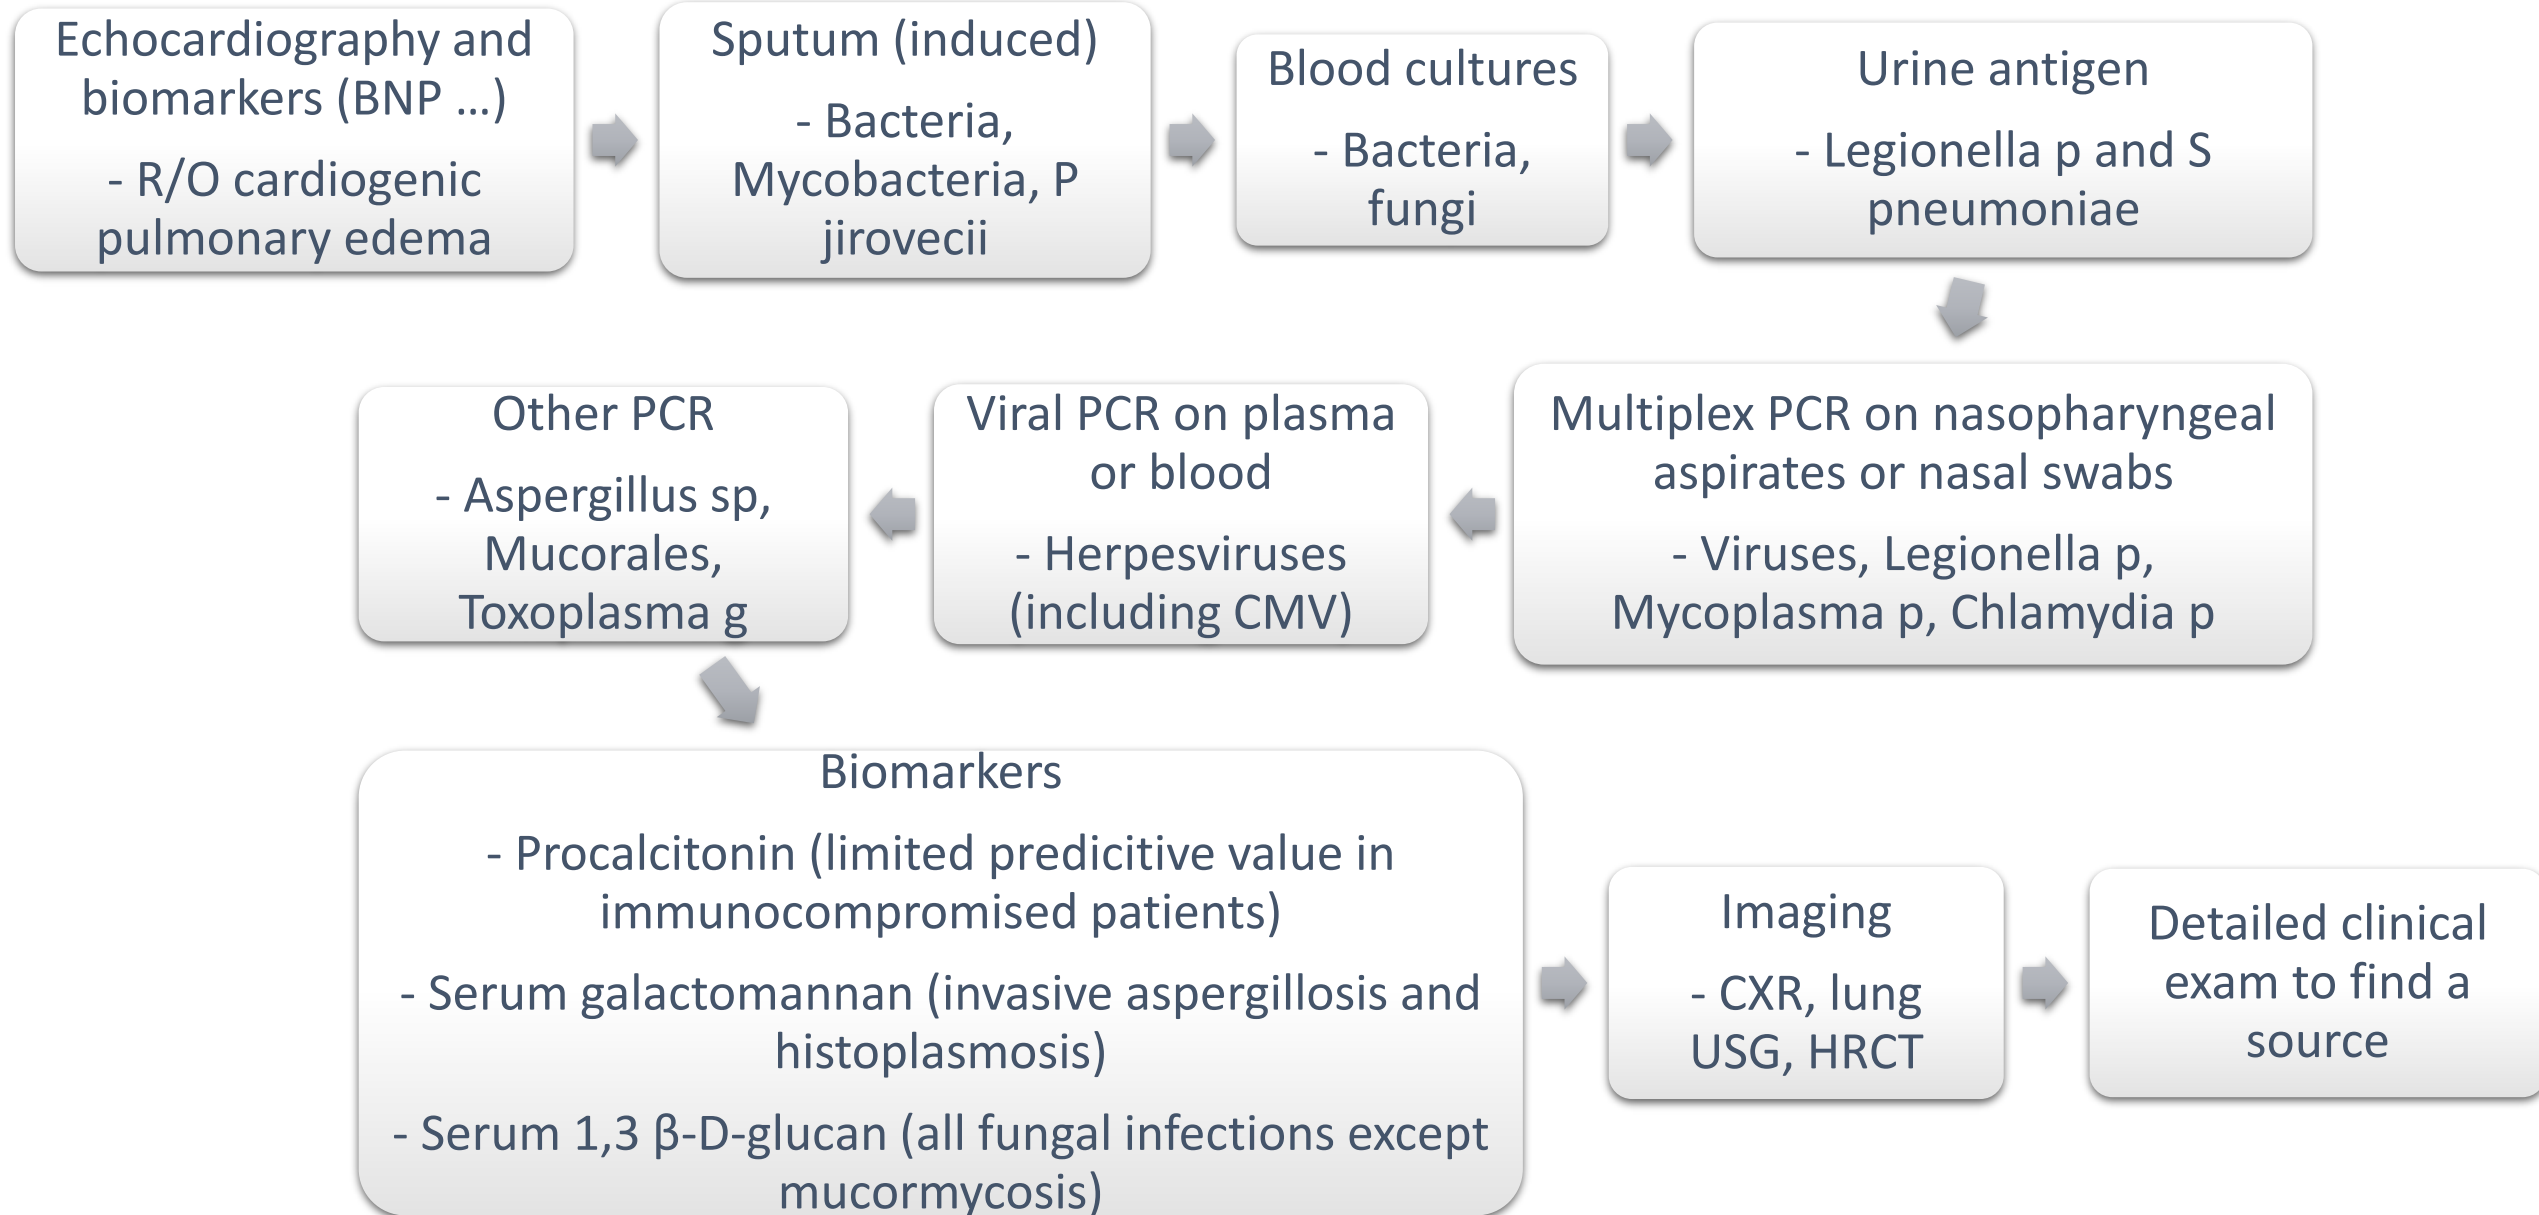 Echocardiography and
biomarkers (BNP ...)
- R/O cardiogenic
pulmonary edema
Sputum (induced)
- Bacteria,
Mycobacteria, P
jirovecii
Blood cultures
- Bacteria,
fungi
Urine antigen
- Legionella p and S
pneumoniae
Multiplex PCR on nasopharyngeal
aspirates or nasal swabs
- Viruses, Legionella p,
Mycoplasma p, Chlamydia p
Viral PCR on plasma
or blood
- Herpesviruses
(including CMV)
Other PCR
- Aspergillus sp,
Mucorales,
Toxoplasma g
Biomarkers
- Procalcitonin (limited predicitive value in
immunocompromised patients)
- Serum galactomannan (invasive aspergillosis and
histoplasmosis)
- Serum 1,3 β-D-glucan (all fungal infections except
mucormycosis)
Imaging
- CXR, lung
USG, HRCT
Detailed clinical
exam to find a
source